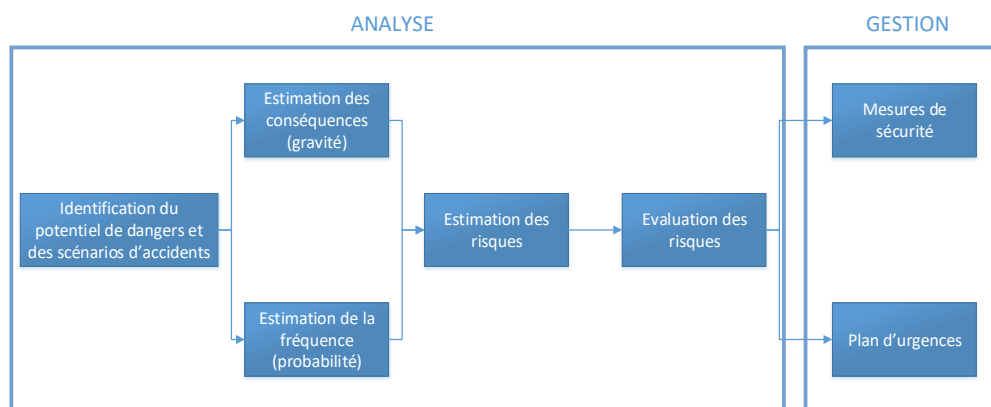 ANALYSE
GESTION
Estimation des
conséquences
(gravité)
Mesures de
sécurité
Identification du
potentiel de dangers et
des scénarios d'accidents
Estimation des
risques
Evaluation des
risques
Estimation de la
fréquence
(probabilité)
Plan d'urgences